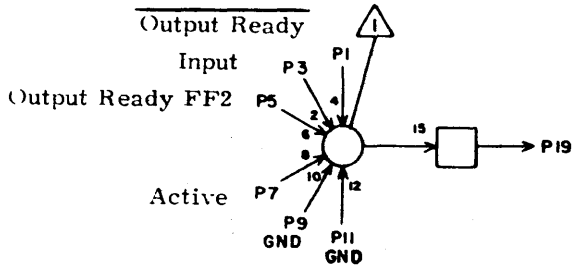 Output Ready
1
Input
P3
P1
Output Ready FF2
P5
2
4
6
15
P19
8
10
12
Active
P7
P9
GND
P11
GND